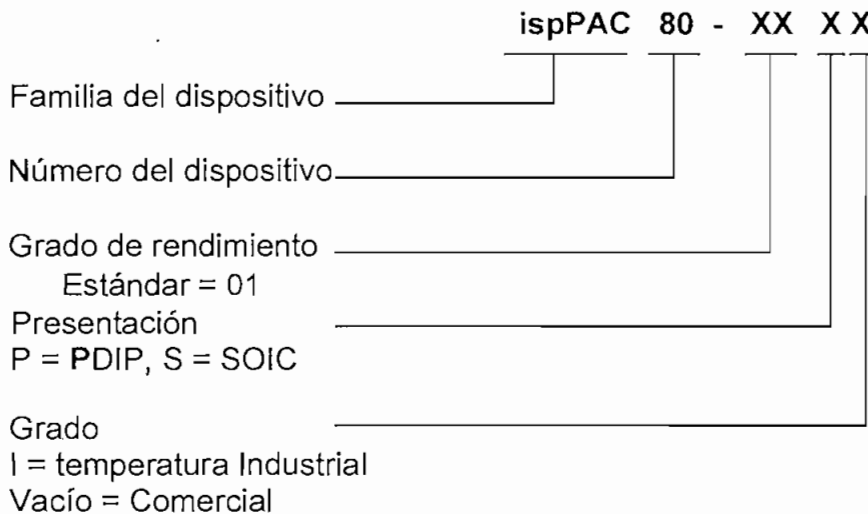 ispPAC 80 - XX X X
Familia del dispositivo
Número del dispositivo
Grado de rendimiento
Estándar = 01
Presentación
P = PDIP, S = SOIC
Grado
I = temperatura Industrial
Vacío = Comercial